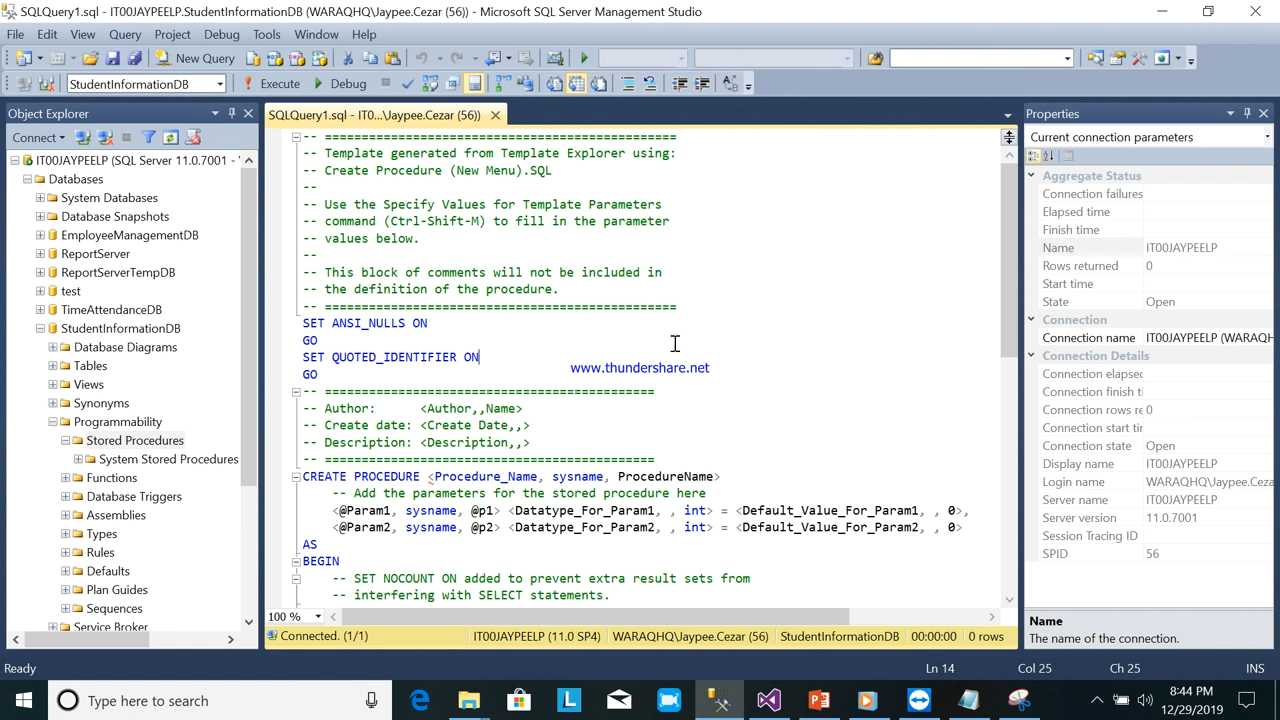 SQLQuery1.sql - IT00JAYPEELP.StudentInformationDB (WARAQHQ\Jaypee.Cezar (56)) - Microsoft SQL Server Management Studio
File Edit View Query Project Debug Tools Window Help
New Query
StudentInformationDB Execute Debug
Object Explorer
Connect
IT00JAYPEELP (SQL Server 11.0.7001 -
Databases
System Databases
Database Snapshots
EmployeeManagementDB
ReportServer
ReportServerTempDB
test
TimeAttendanceDB
StudentInformationDB
Database Diagrams
Tables
Views
Synonyms
Programmability
Stored Procedures
System Stored Procedures
Functions
Database Triggers
Assemblies
Types
Rules
Defaults
Plan Guides
Sequences
Service Broker
SQLQuery1.sql - IT0...\Jaypee.Cezar (56))
-- ================================================
-- Template generated from Template Explorer using:
-- Create Procedure (New Menu).SQL
--
-- Use the Specify Values for Template Parameters
-- command (Ctrl-Shift-M) to fill in the parameter
-- values below.
--
-- This block of comments will not be included in
-- the definition of the procedure.
-- ================================================
SET ANSI_NULLS ON
GO
SET QUOTED_IDENTIFIER ON
www.thundershare.net
GO
-- =============================================
-- Author: <Author,,Name>
-- Create date: <Create Date,,>
-- Description: <Description,,>
-- =============================================
CREATE PROCEDURE <Procedure_Name, sysname, ProcedureName>
-- Add the parameters for the stored procedure here
<@Param1, sysname, @p1> <Datatype_For_Param1, , int> = <Default_Value_For_Param1, , 0>,
<@Param2, sysname, @p2> <Datatype_For_Param2, , int> = <Default_Value_For_Param2, , 0>
AS
BEGIN
-- SET NOCOUNT ON added to prevent extra result sets from
-- interfering with SELECT statements.
100 %
Connected. (1/1) IT00JAYPEELP (11.0 SP4) WARAQHQ\Jaypee.Cezar (56) StudentInformationDB 00:00:00 0 rows
Properties
Current connection parameters
Aggregate Status
Connection failures
Elapsed time
Finish time
Name IT00JAYPEELP
Rows returned 0
Start time
State Open
Connection
Connection name IT00JAYPEELP (WARAQH
Connection Details
Connection elapsed
Connection finish ti
Connection rows re 0
Connection start tir
Connection state Open
Display name IT00JAYPEELP
Login name WARAQHQ\Jaypee.Ceza
Server name IT00JAYPEELP
Server version 11.0.7001
Session Tracing ID
SPID 56
Name
The name of the connection.
Ready Ln 14 Col 25 Ch 25 INS
Type here to search
8:44 PM
12/29/2019